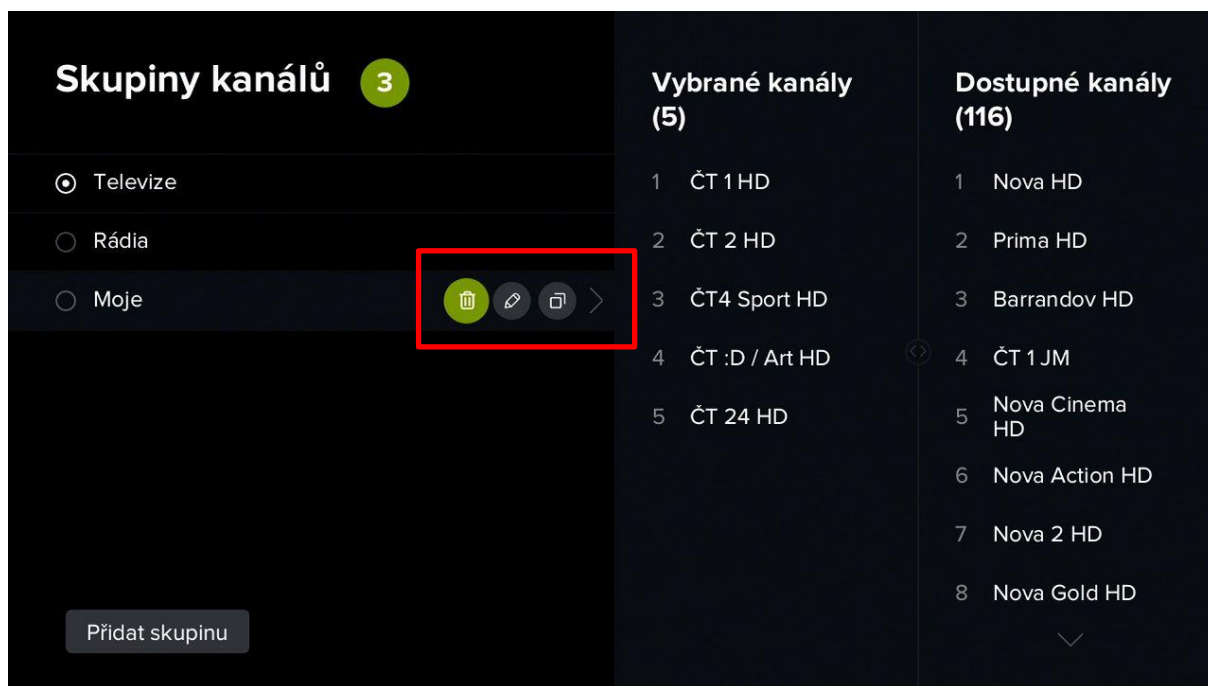 Skupiny kanálů 3
Televize
Rádia
Moje
Přidat skupinu
Vybrané kanály
(5)
1 ČT 1 HD
2 ČT 2 HD
3 ČT4 Sport HD
4 ČT :D / Art HD
5 ČT 24 HD
Dostupné kanály
(116)
1 Nova HD
2 Prima HD
3 Barrandov HD
4 ČT 1 JM
5 Nova Cinema
HD
6 Nova Action HD
7 Nova 2 HD
8 Nova Gold HD